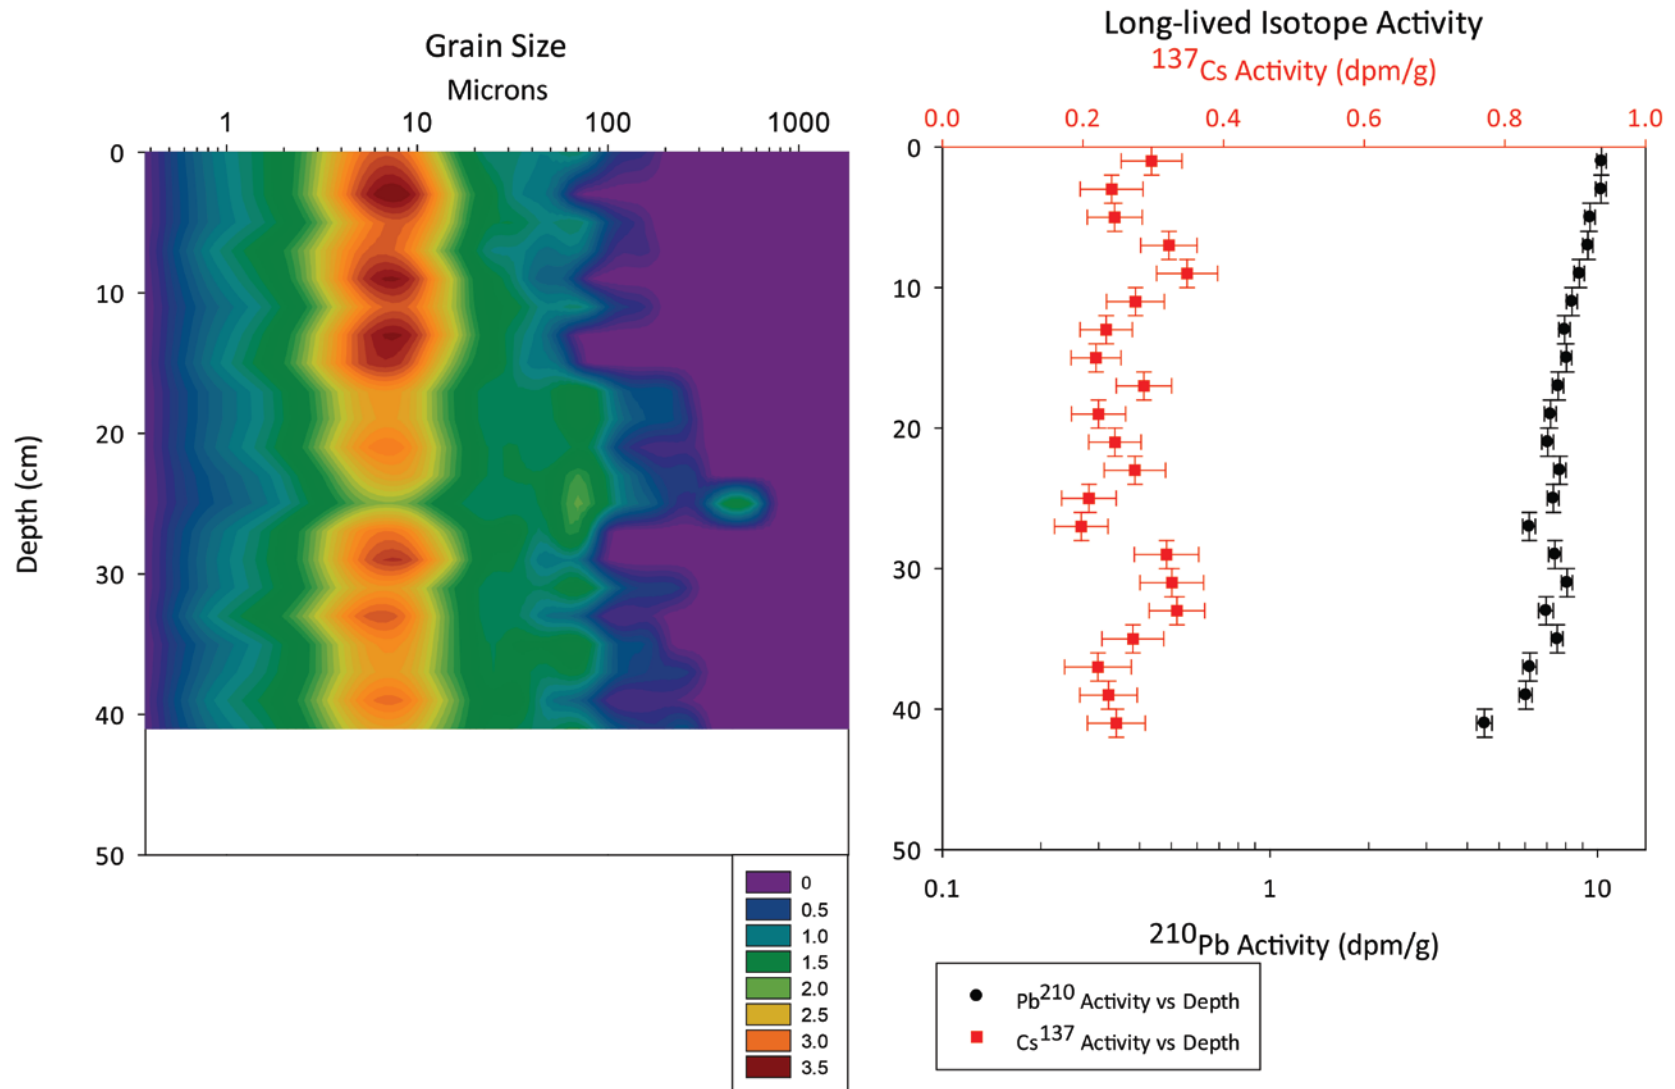 Grain Size
Microns
1 10 100 1000
Depth (cm)
0
10
20
30
40
50
0
0.5
1.0
1.5
2.0
2.5
3.0
3.5
Long-lived Isotope Activity
137Cs Activity (dpm/g)
0.0 0.2 0.4 0.6 0.8 1.0
0
10
20
30
40
50
0.1 1 10
210Pb Activity (dpm/g)
Pb210 Activity vs Depth
Cs137 Activity vs Depth